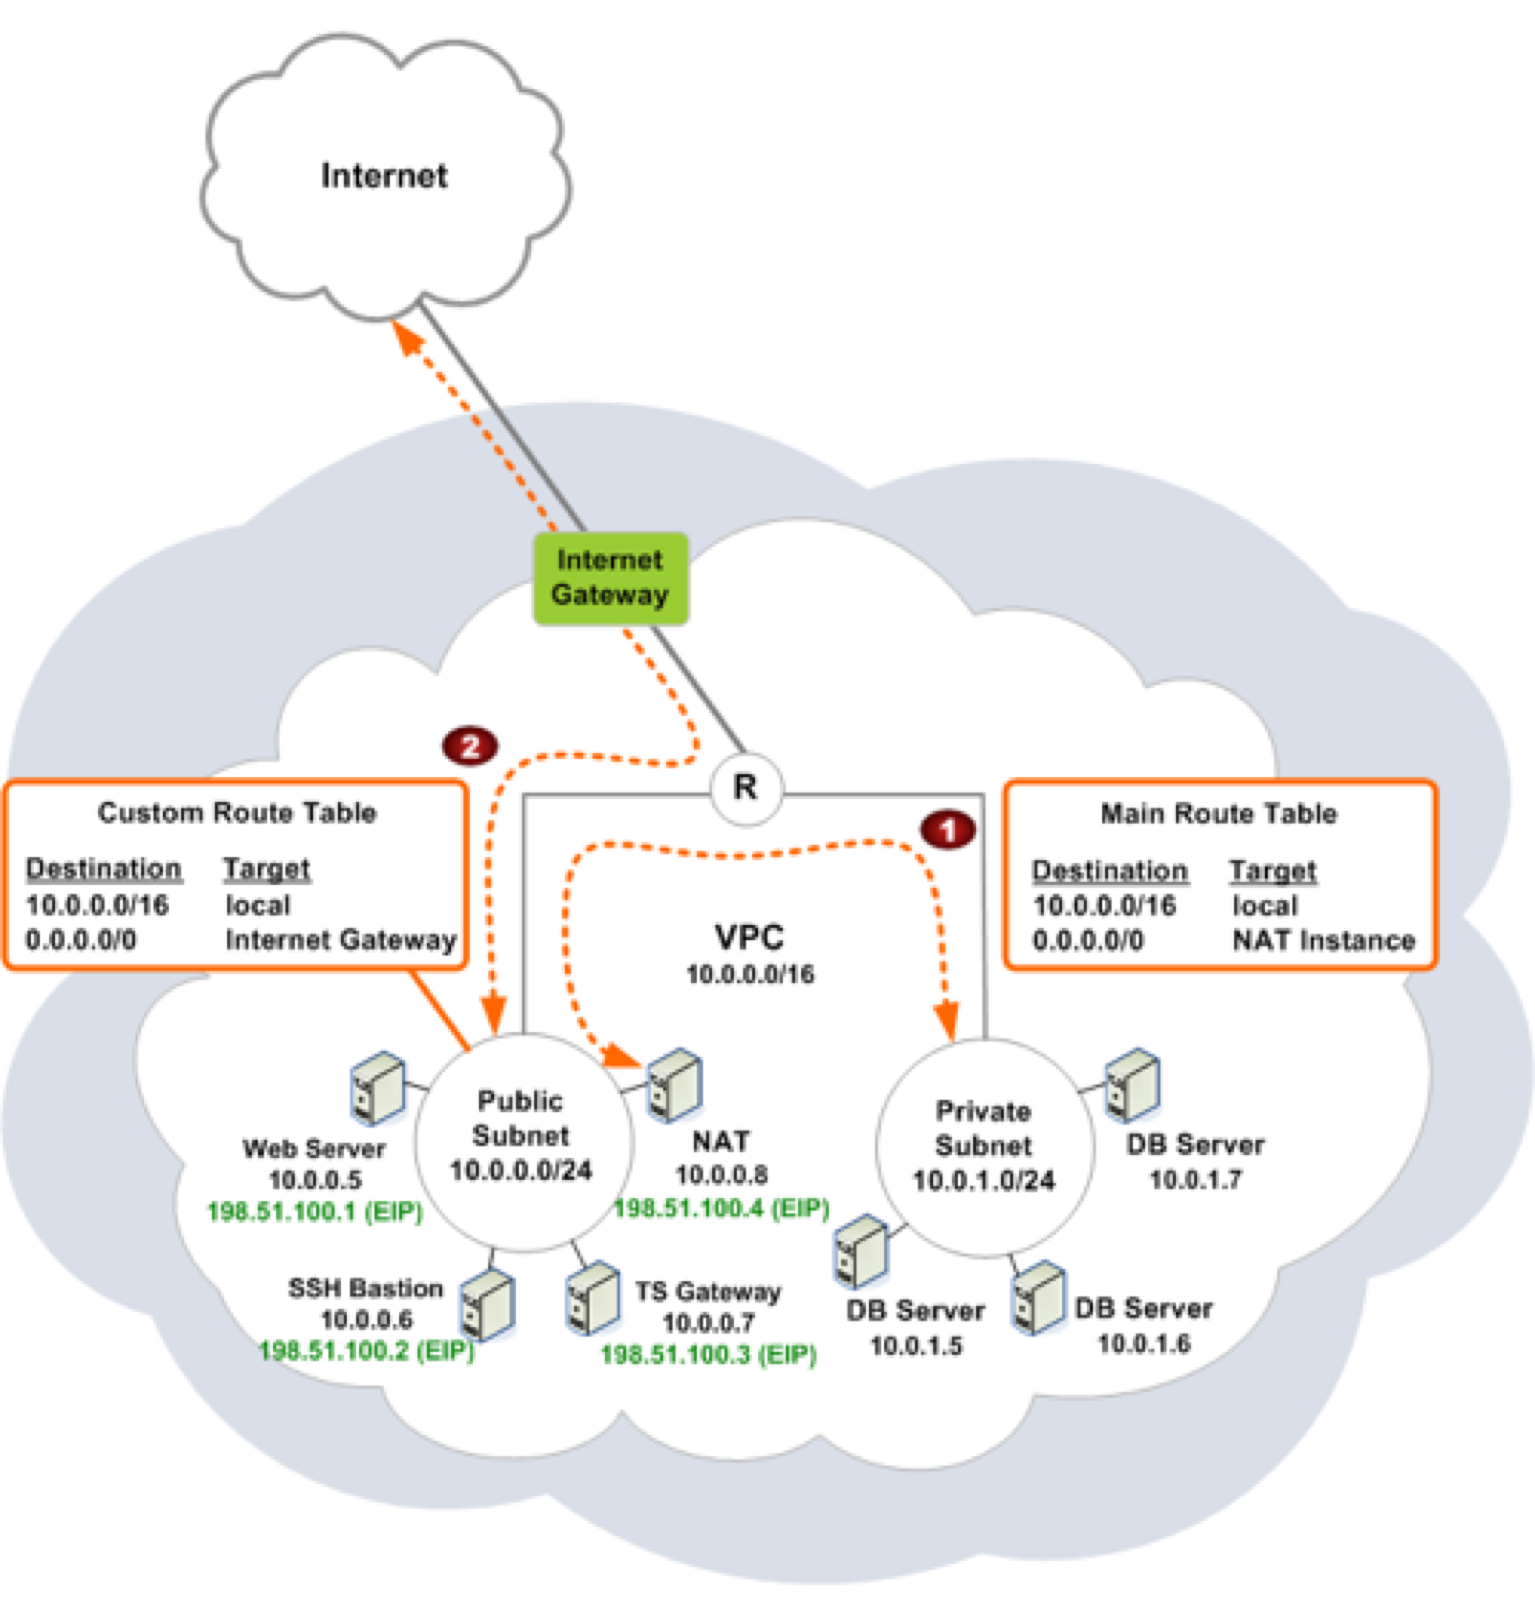 Internet
Internet
Gateway
2
R
1
Custom Route Table
Destination Target
10.0.0.0/16 local
0.0.0.0/0 Internet Gateway
Main Route Table
Destination Target
10.0.0.0/16 local
0.0.0.0/0 NAT Instance
VPC
10.0.0.0/16
Public
Subnet
10.0.0.0/24
Web Server
10.0.0.5
198.51.100.1 (EIP)
NAT
10.0.0.8
198.51.100.4 (EIP)
SSH Bastion
10.0.0.6
198.51.100.2 (EIP)
TS Gateway
10.0.0.7
198.51.100.3 (EIP)
Private
Subnet
10.0.1.0/24
DB Server
10.0.1.7
DB Server
10.0.1.5
DB Server
10.0.1.6